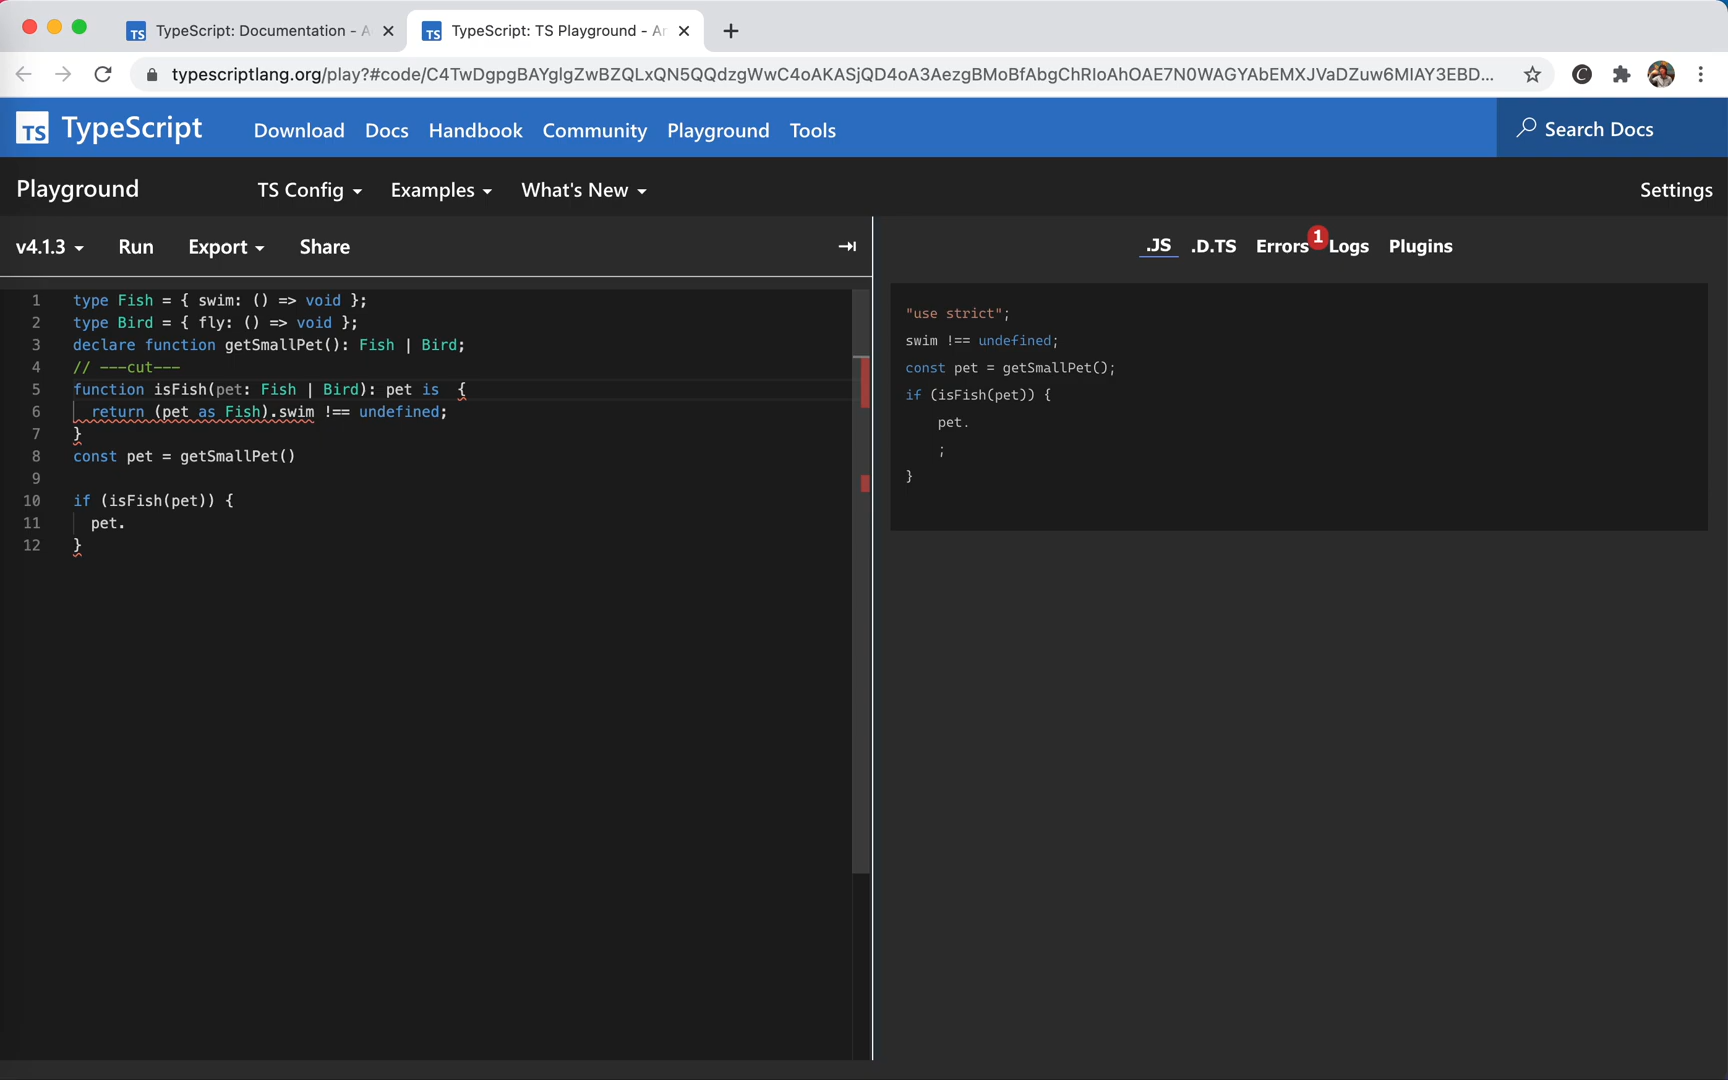 TypeScript: Documentation - A
TypeScript: TS Playground - An
typescriptlang.org/play?#code/C4TwDgpgBAYglgZwBZQLxQN5QQdzgWwC4oAKASjQD4oA3AezgBMoBfAbgChRIoAhOAE7N0WAGYAbEMXJVaDZuw6MIAY3EBD...
TS TypeScript
Download
Docs
Handbook
Community
Playground
Tools
Search Docs
Playground
TS Config
Examples
What's New
Settings
v4.1.3
Run
Export
Share
.JS
.D.TS
Errors
1
Logs
Plugins
1 type Fish = { swim: () => void };
2 type Bird = { fly: () => void };
3 declare function getSmallPet(): Fish | Bird;
4 // ---cut---
5 function isFish(pet: Fish | Bird): pet is  {
6   return (pet as Fish).swim !== undefined;
7 }
8 const pet = getSmallPet()
9
10 if (isFish(pet)) {
11   pet.
12 }
"use strict";
swim !== undefined;
const pet = getSmallPet();
if (isFish(pet)) {
    pet.
    ;
}